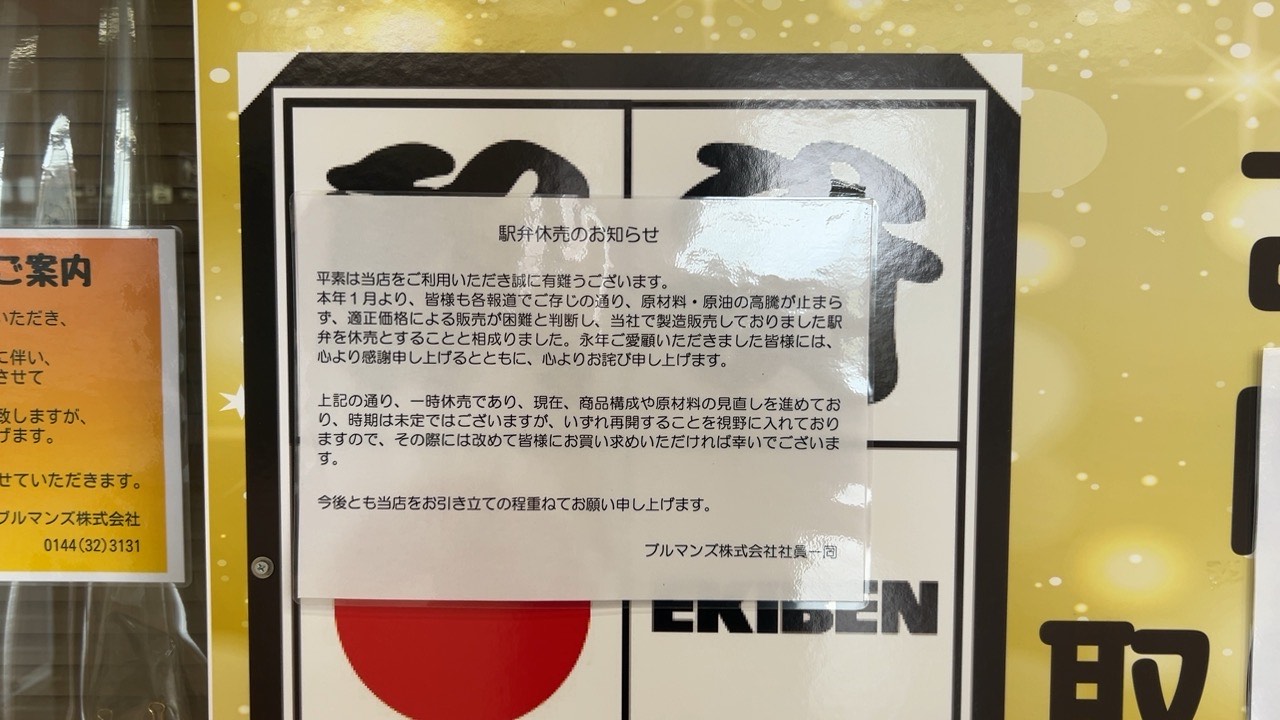 ご案内
いただき、
に伴い、
させて
致しますが、
げます。
せていただきます。
ブルマンズ株式会社
0144(32)3131
駅弁休売のお知らせ
平素は当店をご利用いただき誠に有難うございます。
本年1月より、皆様も各報道でご存じの通り、原材料・原油の高騰が止まら
ず、適正価格による販売が困難と判断し、当社で製造販売しておりました駅
弁を休売とすることと相成りました。永年ご愛顧いただきました皆様には、
心より感謝申し上げるとともに、心よりお詫び申し上げます。
上記の通り、一時休売であり、現在、商品構成や原材料の見直しを進めてお
り、時期は未定ではございますが、いずれ再開することを視野に入れており
ますので、その際には改めて皆様にお買い求めいただければ幸いでございま
す。
今後とも当店をお引き立ての程重ねてお願い申し上げます。
ブルマンズ株式会社社員一同
EKIBEN
取